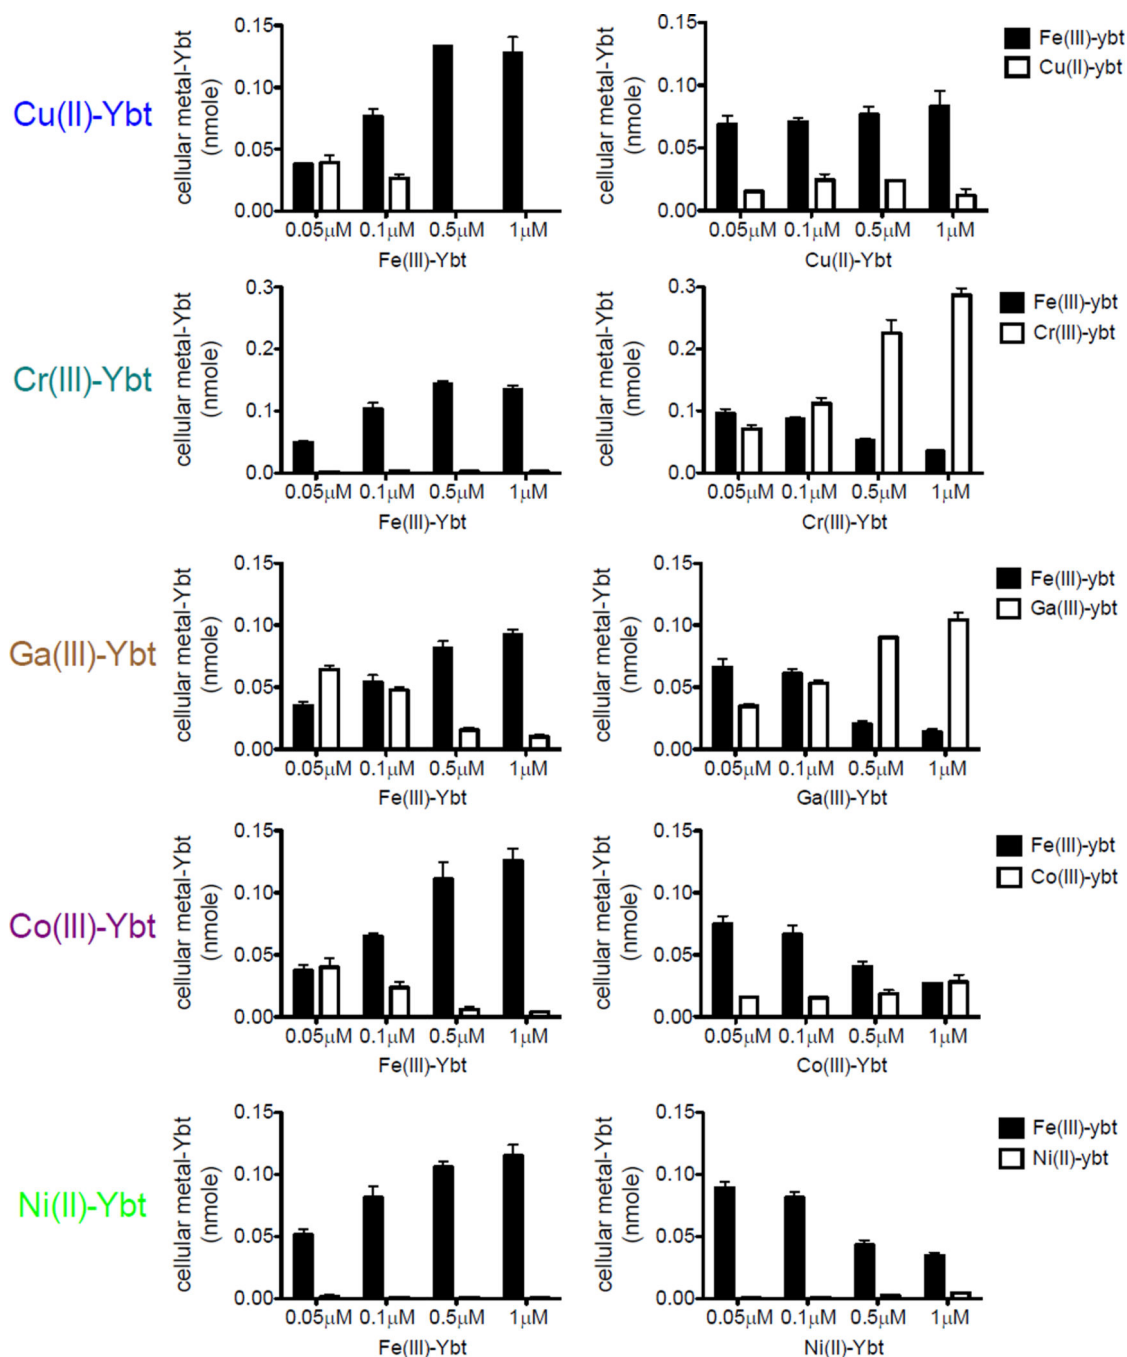 Cu(II)-Ybt
cellular metal-Ybt
(nmole)
0.15
0.10
0.05
0.00
0.05μM 0.1μM 0.5μM 1μM
Fe(III)-Ybt
cellular metal-Ybt
(nmole)
0.15
0.10
0.05
0.00
0.05μM 0.1μM 0.5μM 1μM
Cu(II)-Ybt
Fe(III)-ybt
Cu(II)-ybt
Cr(III)-Ybt
cellular metal-Ybt
(nmole)
0.3
0.2
0.1
0.0
0.05μM 0.1μM 0.5μM 1μM
Fe(III)-Ybt
cellular metal-Ybt
(nmole)
0.3
0.2
0.1
0.0
0.05μM 0.1μM 0.5μM 1μM
Cr(III)-Ybt
Fe(III)-ybt
Cr(III)-ybt
Ga(III)-Ybt
cellular metal-Ybt
(nmole)
0.15
0.10
0.05
0.00
0.05μM 0.1μM 0.5μM 1μM
Fe(III)-Ybt
cellular metal-Ybt
(nmole)
0.15
0.10
0.05
0.00
0.05μM 0.1μM 0.5μM 1μM
Ga(III)-Ybt
Fe(III)-ybt
Ga(III)-ybt
Co(III)-Ybt
cellular metal-Ybt
(nmole)
0.15
0.10
0.05
0.00
0.05μM 0.1μM 0.5μM 1μM
Fe(III)-Ybt
cellular metal-Ybt
(nmole)
0.15
0.10
0.05
0.00
0.05μM 0.1μM 0.5μM 1μM
Co(III)-Ybt
Fe(III)-ybt
Co(III)-ybt
Ni(II)-Ybt
cellular metal-Ybt
(nmole)
0.15
0.10
0.05
0.00
0.05μM 0.1μM 0.5μM 1μM
Fe(III)-Ybt
cellular metal-Ybt
(nmole)
0.15
0.10
0.05
0.00
0.05μM 0.1μM 0.5μM 1μM
Ni(II)-Ybt
Fe(III)-ybt
Ni(II)-ybt